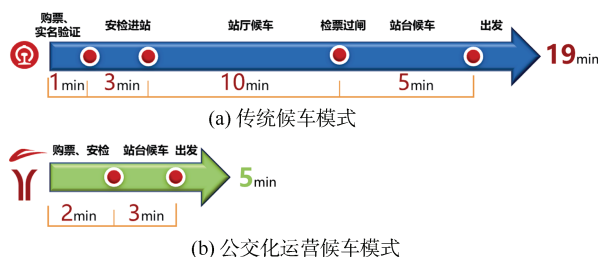 购票、
实名验证
安检进站
站厅候车
检票过闸
站台候车
出发
19min
1min
3min
10min
5min
(a) 传统候车模式
购票、安检
站台候车
出发
5min
2min
3min
(b) 公交化运营候车模式